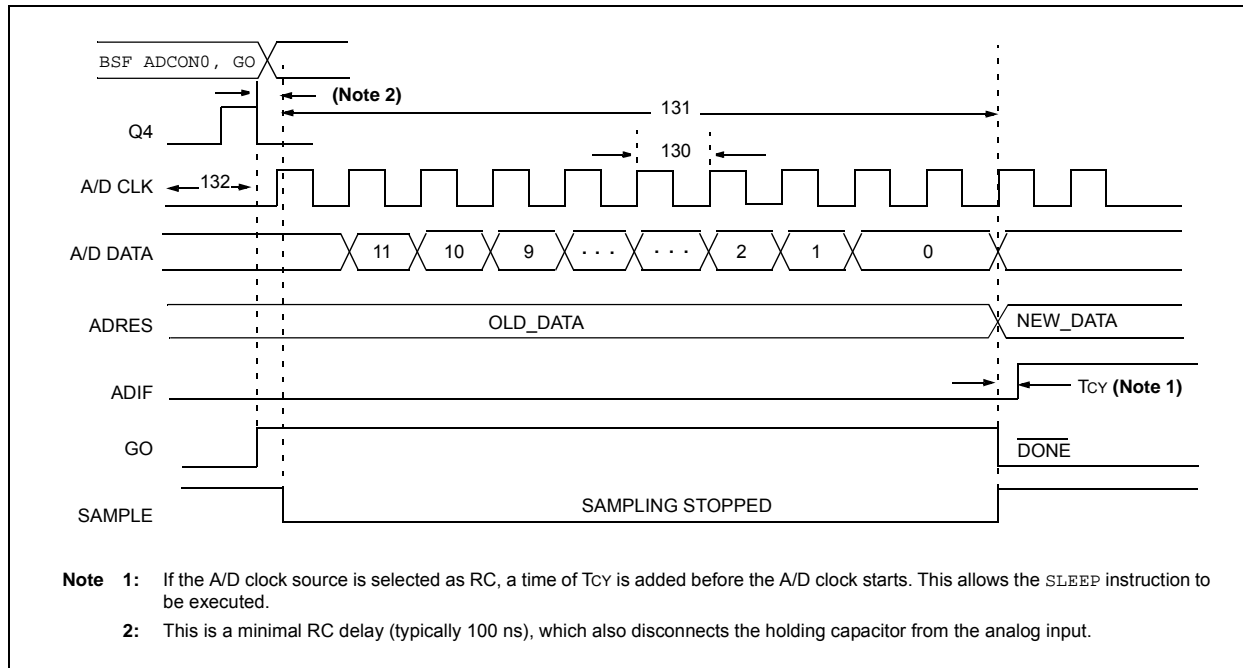 BSF ADCON0, GO
(Note 2)
131
Q4
130
A/D CLK
132
A/D DATA
11 10 9 . . . . . . 2 1 0
ADRES
OLD_DATA
NEW_DATA
ADIF
TCY (Note 1)
GO
DONE
SAMPLE
SAMPLING STOPPED
Note 1: If the A/D clock source is selected as RC, a time of TCY is added before the A/D clock starts. This allows the SLEEP instruction to
be executed.
2: This is a minimal RC delay (typically 100 ns), which also disconnects the holding capacitor from the analog input.